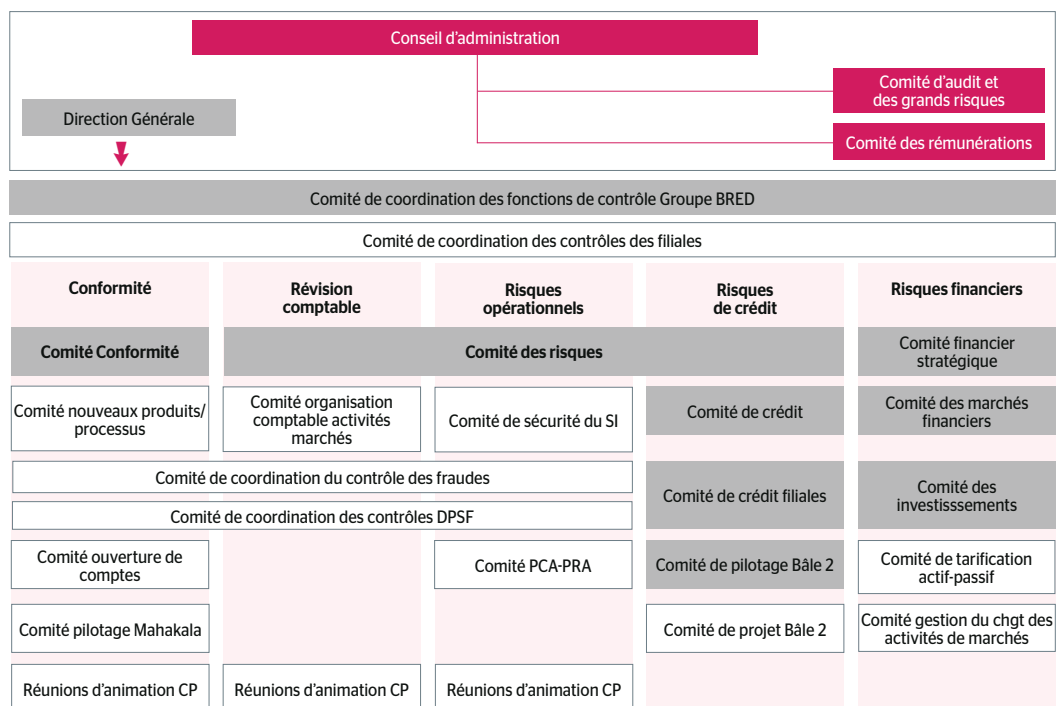 Conseil d'administration
Comité d'audit et
des grands risques
Direction Générale
Comité des rémunérations
Comité de coordination des fonctions de contrôle Groupe BRED
Comité de coordination des contrôles des filiales
Conformité
Révision
comptable
Risques
opérationnels
Risques
de crédit
Risques financiers
Comité Conformité
Comité des risques
Comité financier
stratégique
Comité nouveaux produits/
processus
Comité organisation
comptable activités
marchés
Comité de sécurité du SI
Comité de crédit
Comité des marchés
financiers
Comité de coordination du contrôle des fraudes
Comité de coordination des contrôles DPSF
Comité de crédit filiales
Comité des
investisssements
Comité ouverture de
comptes
Comité PCA-PRA
Comité de pilotage Bâle 2
Comité de tarification
actif-passif
Comité pilotage Mahakala
Comité de projet Bâle 2
Comité gestion du chgt des
activités de marchés
Réunions d'animation CP
Réunions d'animation CP
Réunions d'animation CP